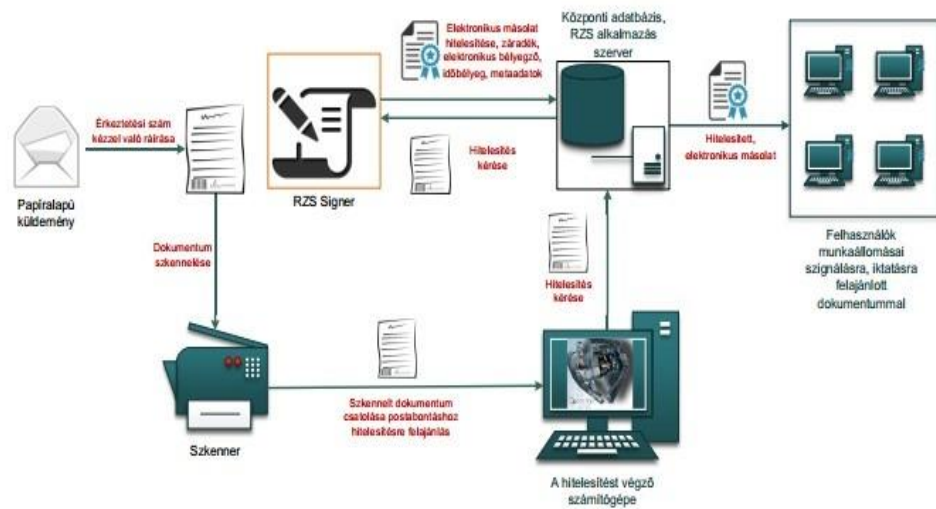 Érkeztetési szám
kézzel való ráírása
Papíralapú
küldemény
Dokumentum
szkennelése
Szkenner
Szkennelt dokumentum
csatolása postabontáshoz
hitelesítésre felajánlás
A hitelesítést végző
számítógépe
Hitelesítés
kérése
RZS Signer
Elektronikus másolat
hitelesítése, záradék,
elektronikus bélyegző,
időbélyeg, metaadatok
Hitelesítés
kérése
Központi adatbázis,
RZS alkalmazás
szerver
Hitelesített,
elektronikus másolat
Felhasználók
munkaállomásai
szignálásra, iktatásra
felajánlott
dokumentummal